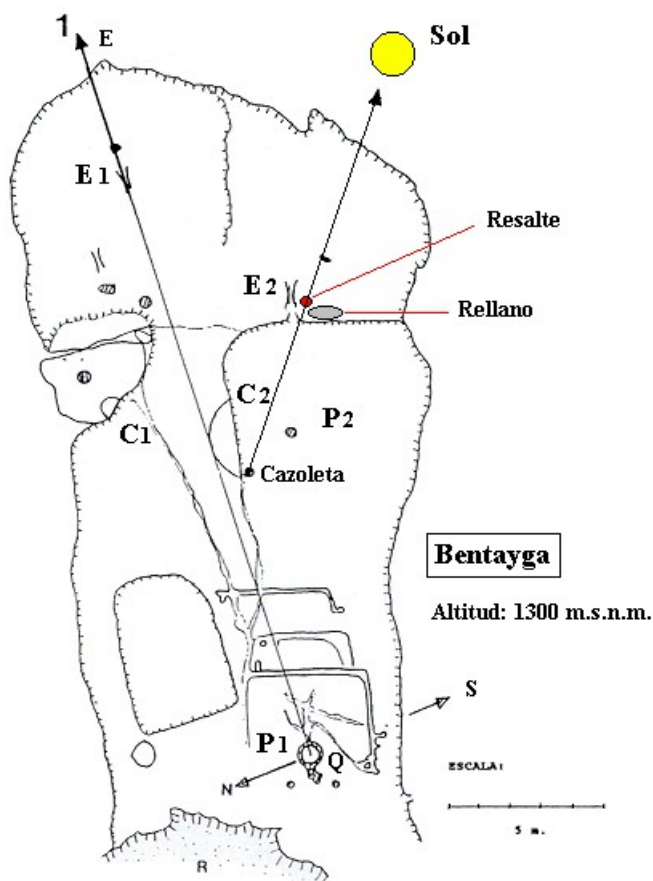 1
E
Sol
E1
Resalte
E2
Rellano
C2
P2
C1
Cazoleta
Bentayga
Altitud: 1300 m.s.n.m.
S
P1
Q
N
ESCALA:
5 m.
R